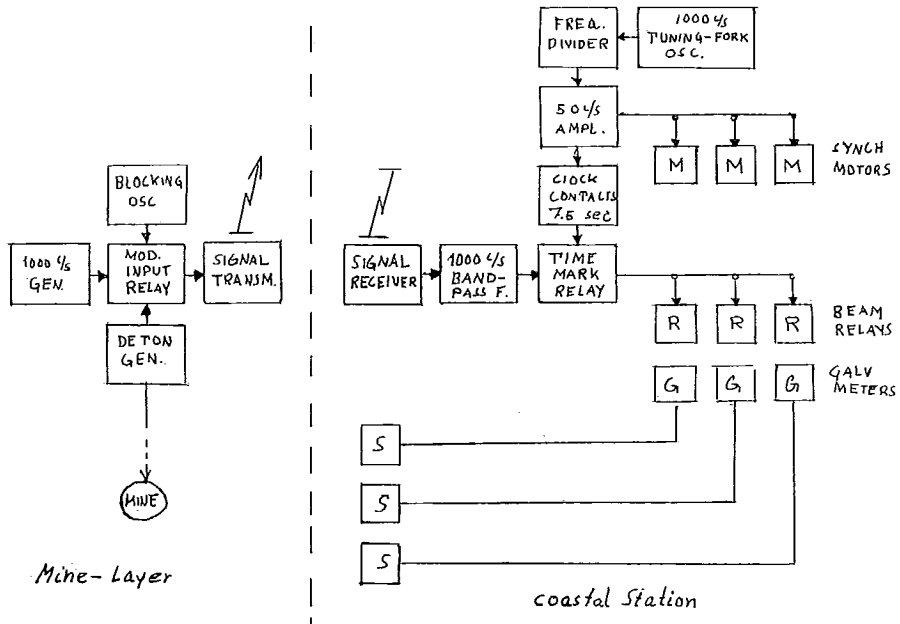 FREQ.
DIVIDER
1000 c/s
TUNING-FORK
OSC.
50 c/s
AMPL.
M
M
M
SYNCH
MOTORS
BLOCKING
OSC
CLOCK
CONTACTS
7.5 sec
1000 c/s
GEN.
MOD.
INPUT
RELAY
SIGNAL
TRANSM.
SIGNAL
RECEIVER
1000 c/s
BAND-
PASS F.
TIME
MARK
RELAY
R
R
R
BEAM
RELAYS
DETON
GEN.
G
G
G
GALV
METERS
S
S
S
MINE
Mine-Layer
coastal Station